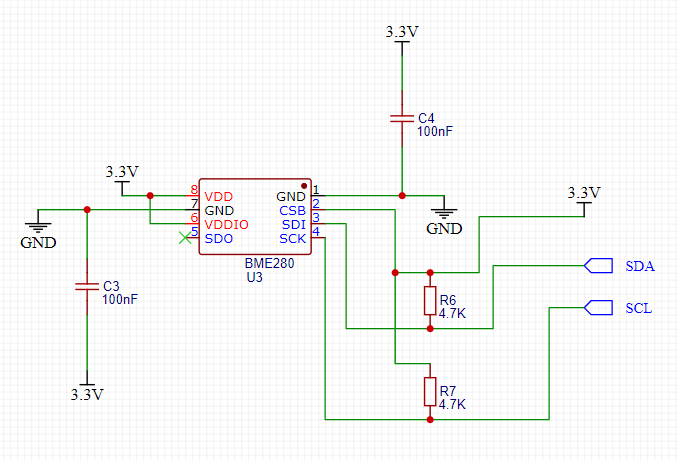 3.3V
C4
100nF
3.3V
3.3V
8 VDD GND 1
7 GND CSB 2
6 VDDIO SDI 3
5 SDO SCK 4
GND
GND
BME280
U3
SDA
C3
100nF
R6
4.7K
SCL
3.3V
R7
4.7K